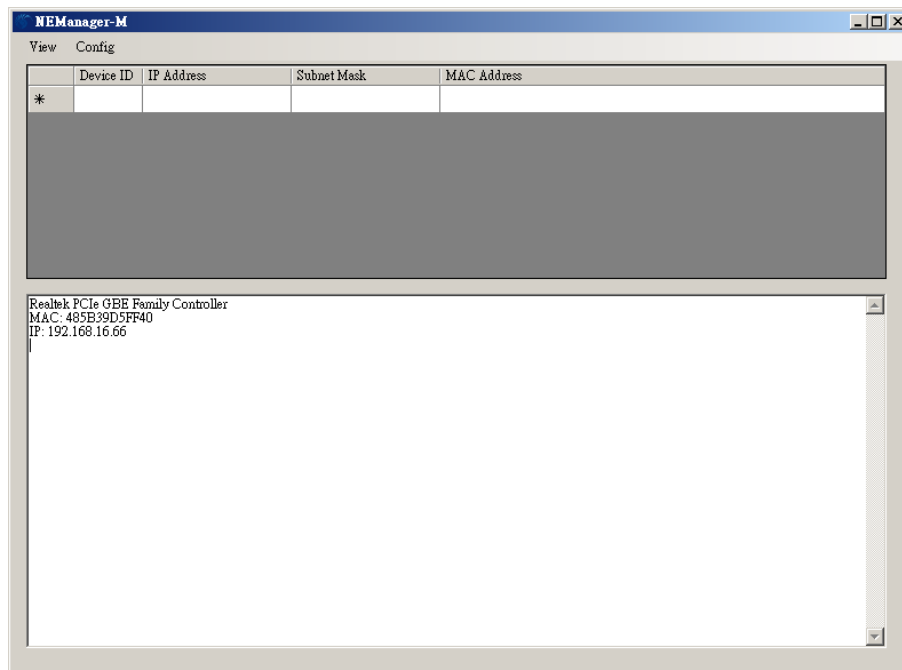 NEManager-M
View Config
Device ID IP Address Subnet Mask MAC Address
*
Realtek PCIe GBE Family Controller
MAC: 485B39D5FF40
IP: 192.168.16.66